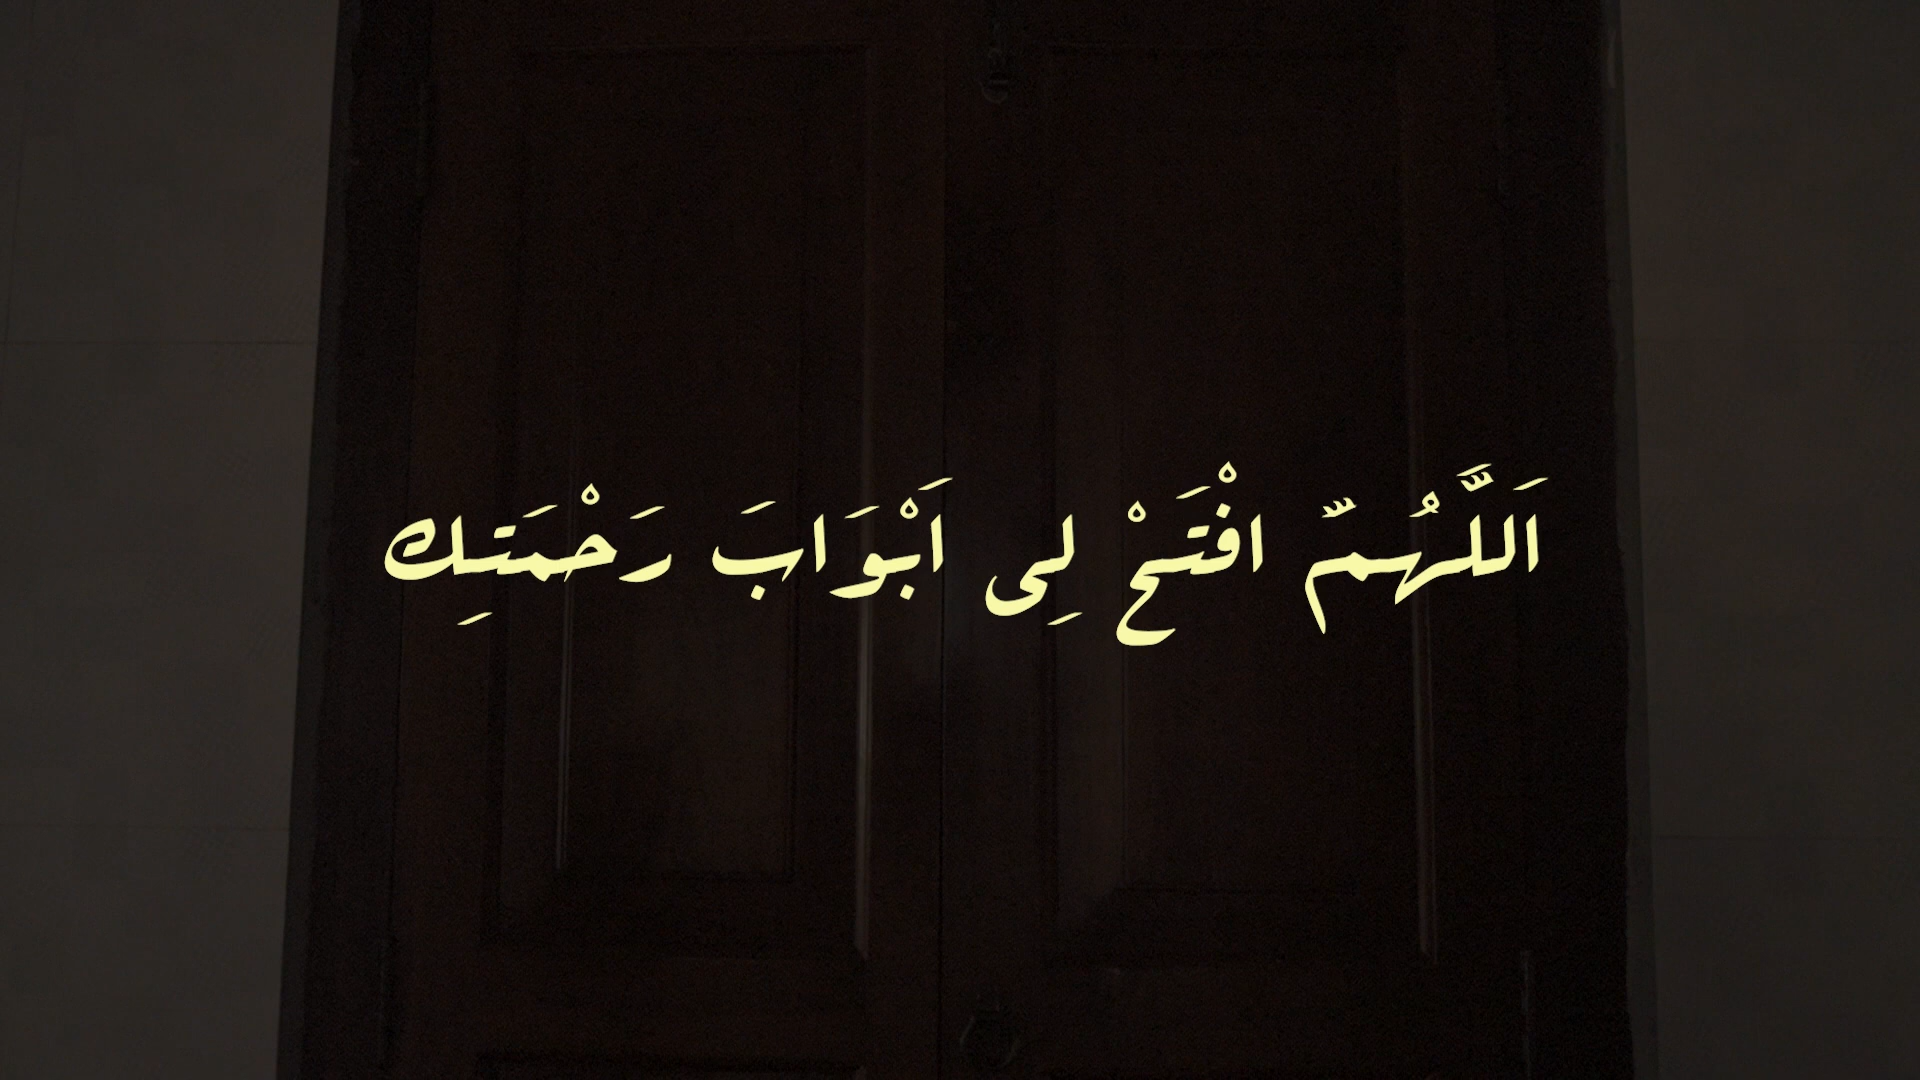 اَللَّهُمّٓ افْتَحْ لِى اَبْوَابَ رَحْمَتِك